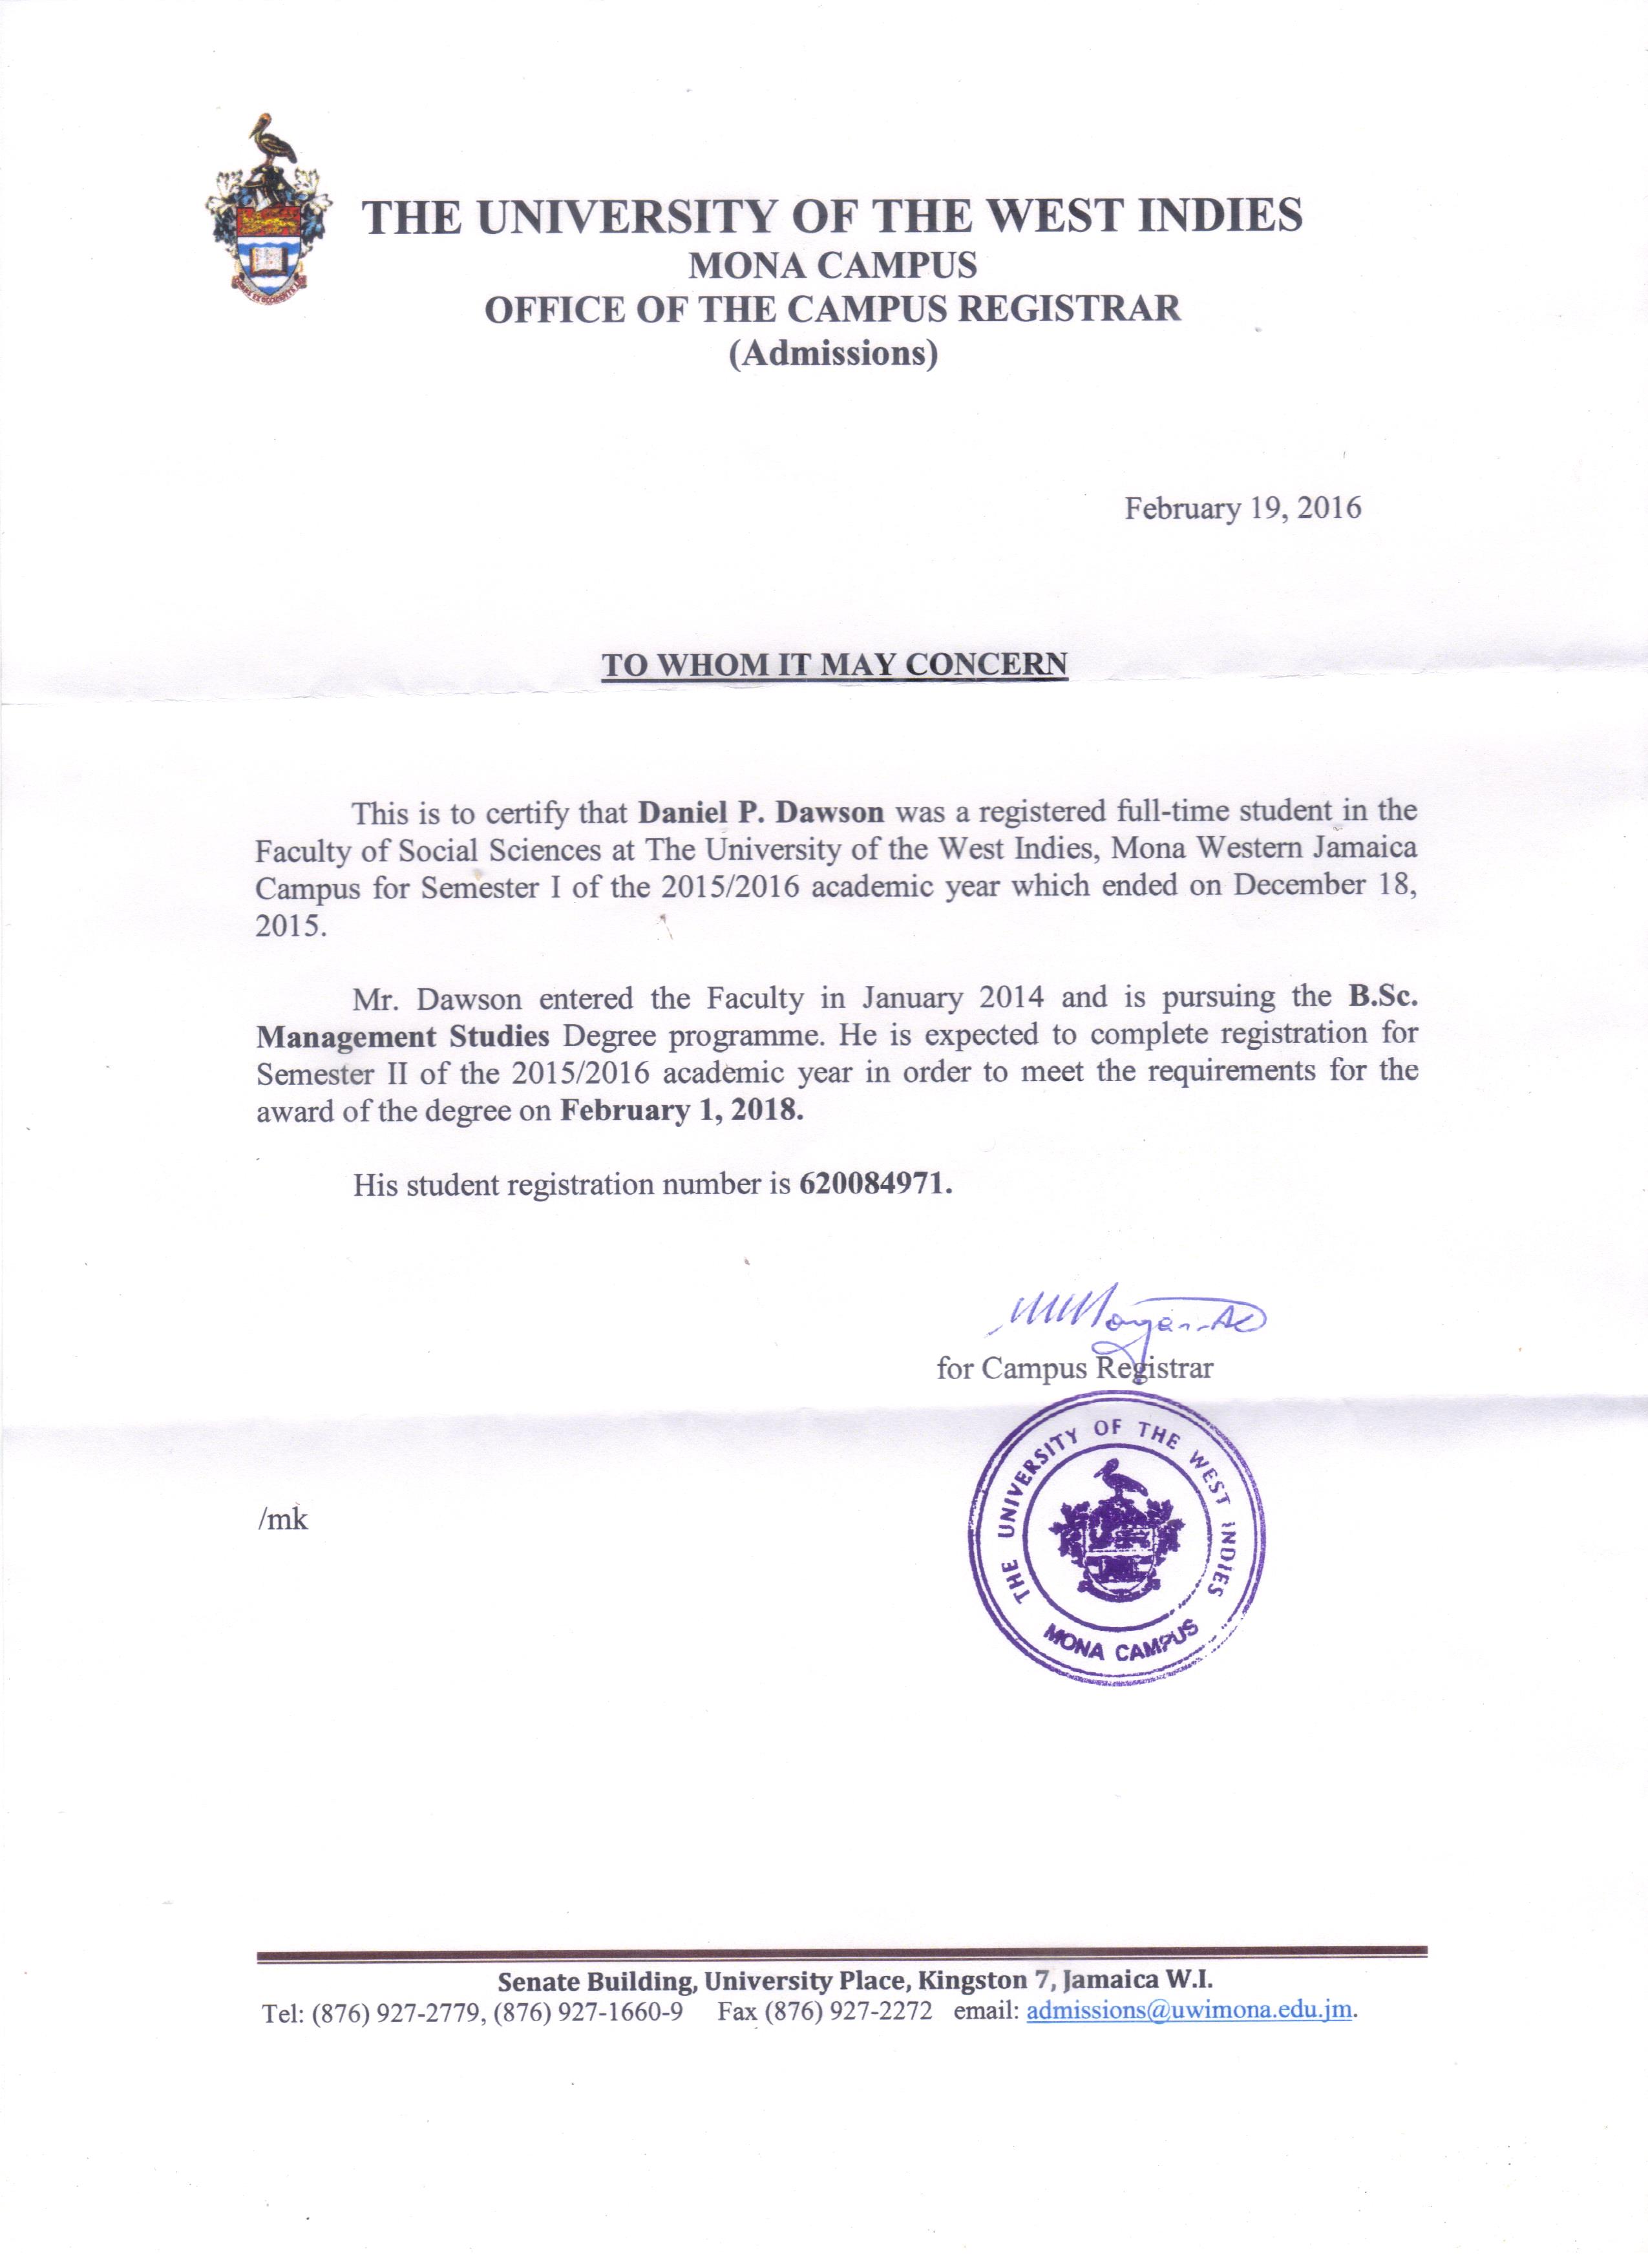 THE UNIVERSITY OF THE WEST INDIES
MONA CAMPUS
OFFICE OF THE CAMPUS REGISTRAR
(Admissions)
February 19, 2016
TO WHOM IT MAY CONCERN
This is to certify that Daniel P. Dawson was a registered full-time student in the
Faculty of Social Sciences at The University of the West Indies, Mona Western Jamaica
Campus for Semester I of the 2015/2016 academic year which ended on December 18,
2015.
Mr. Dawson entered the Faculty in January 2014 and is pursuing the B.Sc.
Management Studies Degree programme. He is expected to complete registration for
Semester II of the 2015/2016 academic year in order to meet the requirements for the
award of the degree on February 1, 2018.
His student registration number is 620084971.
for Campus Registrar
THE UNIVERSITY OF THE WEST INDIES
MONA CAMPUS
/mk
Senate Building, University Place, Kingston 7, Jamaica W.I.
Tel: (876) 927-2779, (876) 927-1660-9 Fax (876) 927-2272 email: admissions@uwimona.edu.jm.